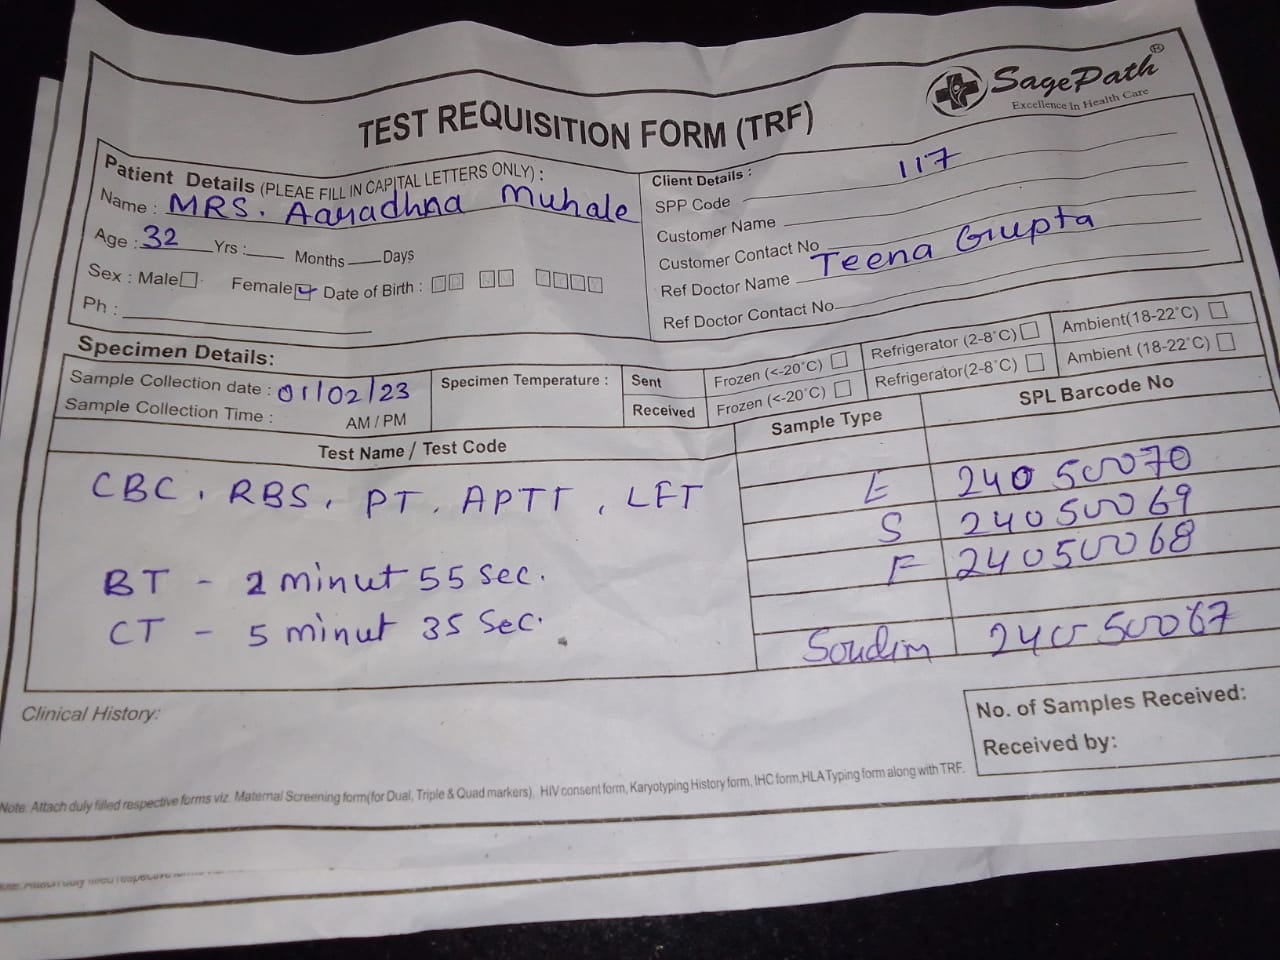 SagePath®
Excellence in Health Care
TEST REQUISITION FORM (TRF)
Patient Details (PLEAE FILL IN CAPITAL LETTERS ONLY) :
Name : MRS. Aaradhna Muhale
Age : 32 Yrs : Months Days
Sex : Male Female Date of Birth :
Ph :
Client Details :
SPP Code 117
Customer Name
Customer Contact No
Ref Doctor Name Teena Gupta
Ref Doctor Contact No
Specimen Details:
Sample Collection date : 01/02/23
Sample Collection Time : AM / PM
Specimen Temperature :
Sent Frozen (<-20°C) Refrigerator (2-8°C) Ambient(18-22°C)
Received Frozen (<-20°C) Refrigerator(2-8°C) Ambient (18-22°C)
Test Name / Test Code Sample Type SPL Barcode No
CBC, RBS, PT, APTT, LFT
BT - 2 minut 55 sec.
CT - 5 minut 35 Sec.
E 24050070
S 24050069
F 24050068
24050067
Clinical History:
No. of Samples Received:
Received by:
Note: Attach duly filled respective forms viz. Maternal Screening form(for Dual, Triple & Quad markers), HIV consent form, Karyotyping History form, IHC form,HLA Typing form along with TRF.